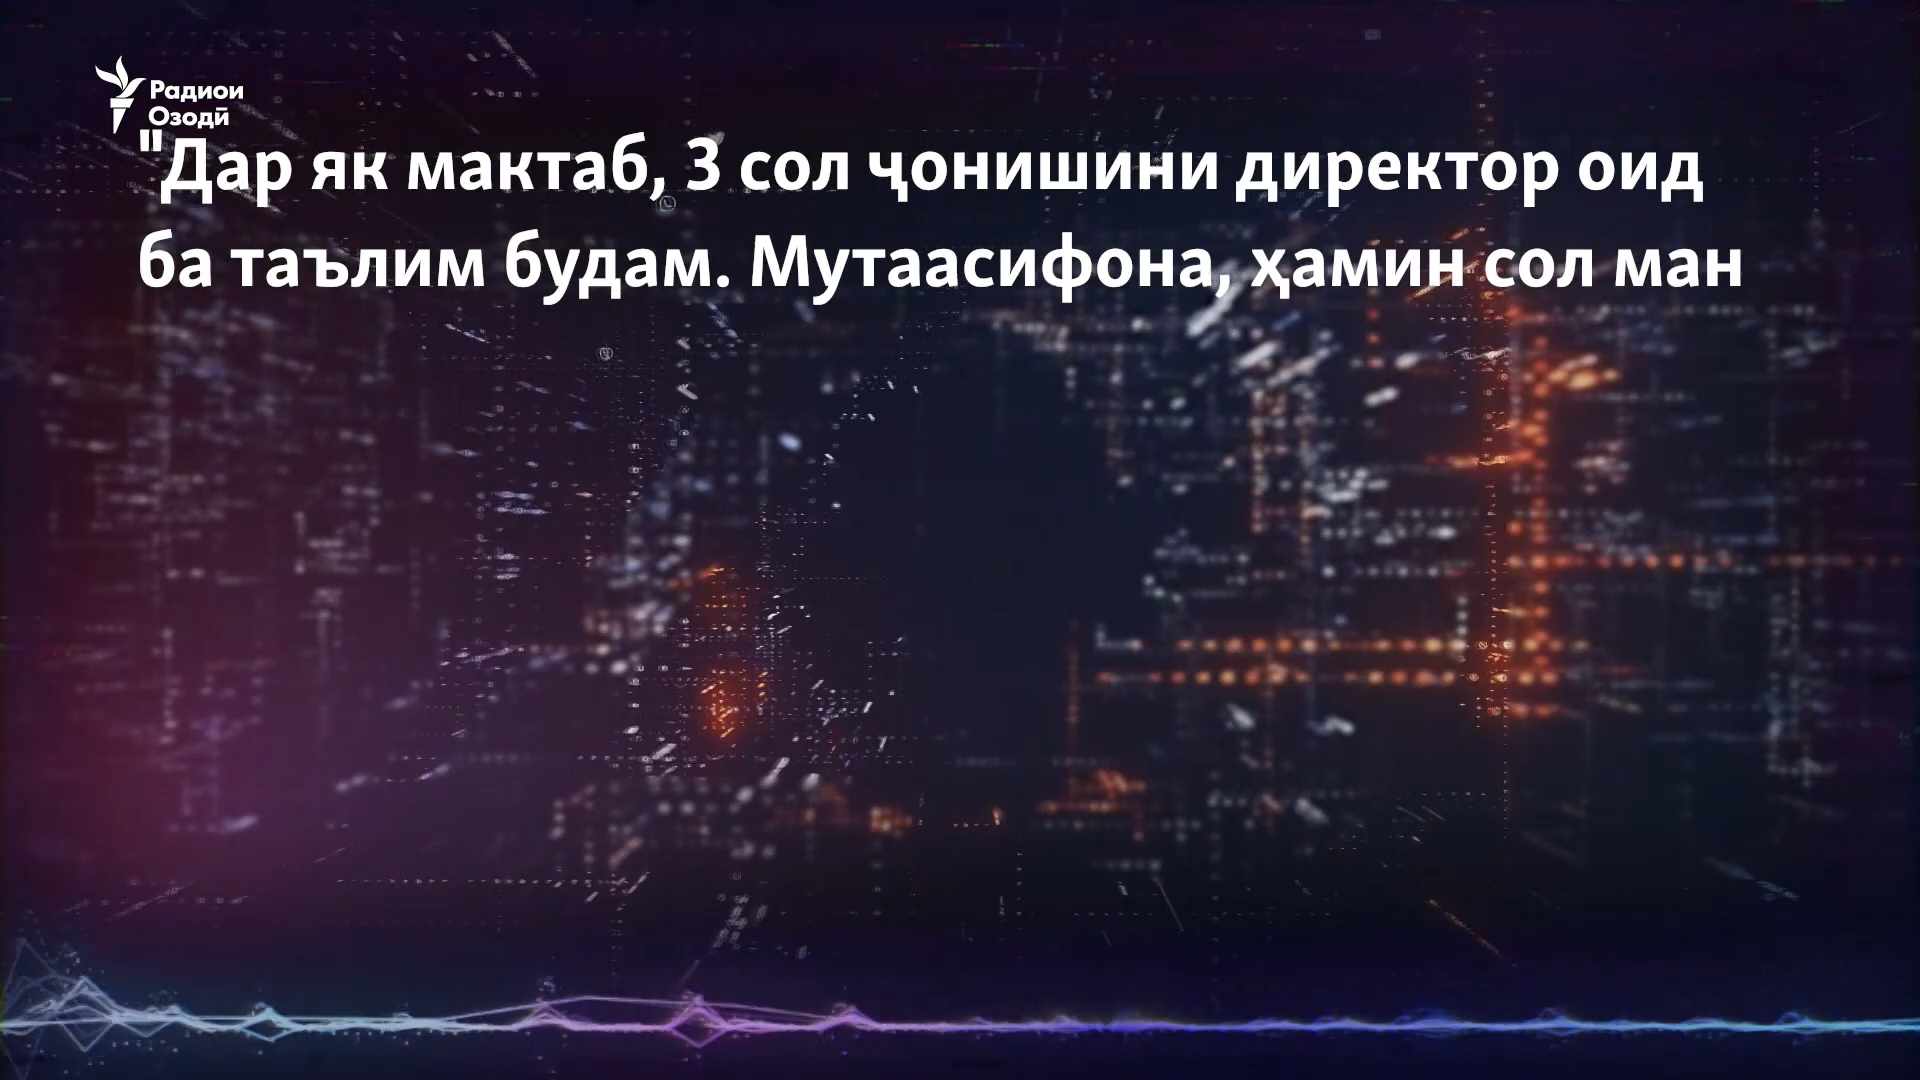 Радиои
Озодӣ
"Дар як мактаб, 3 сол ҷонишини директор оид
ба таълим будам. Мутаасифона, ҳамин сол ман